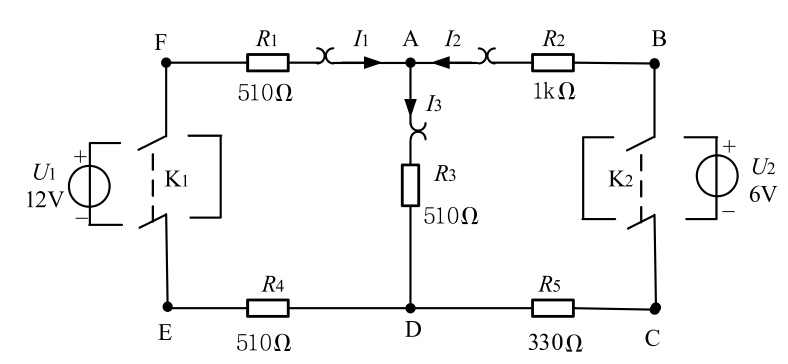 F
R1
I1
A
I2
R2
B
510Ω
1kΩ
I3
+
U1
12V
−
K1
R3
510Ω
K2
+
U2
6V
−
R4
R5
E
510Ω
D
330Ω
C